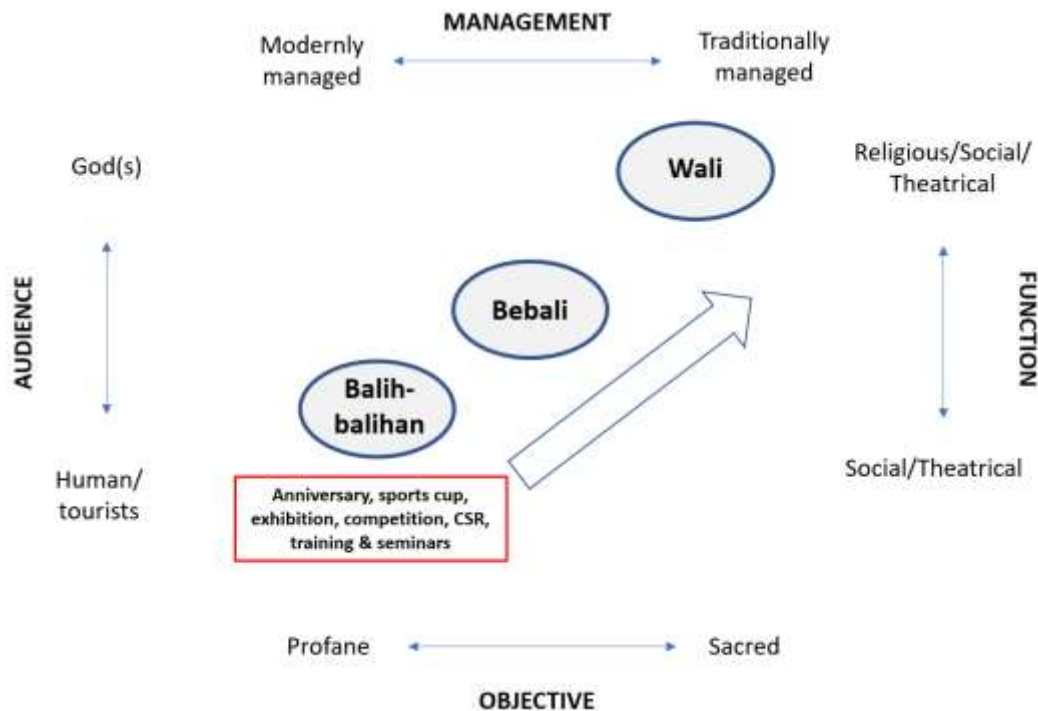 MANAGEMENT
Modernly
managed
Traditionally
managed
God(s)
Wali
Religious/Social/
Theatrical
AUDIENCE
Bebali
FUNCTION
Balih-
balihan
Human/
tourists
Anniversary, sports cup,
exhibition, competition, CSR,
training & seminars
Social/Theatrical
Profane
Sacred
OBJECTIVE